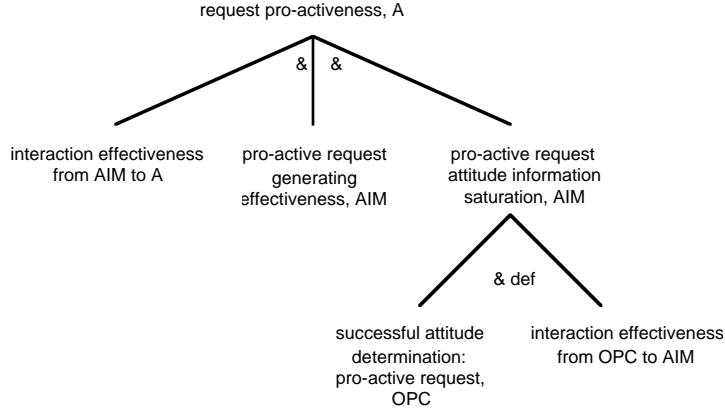 request pro-activeness, A
& &
interaction effectiveness
from AIM to A
pro-active request
generating
effectiveness, AIM
pro-active request
attitude information
saturation, AIM
& def
successful attitude
determination:
pro-active request,
OPC
interaction effectiveness
from OPC to AIM